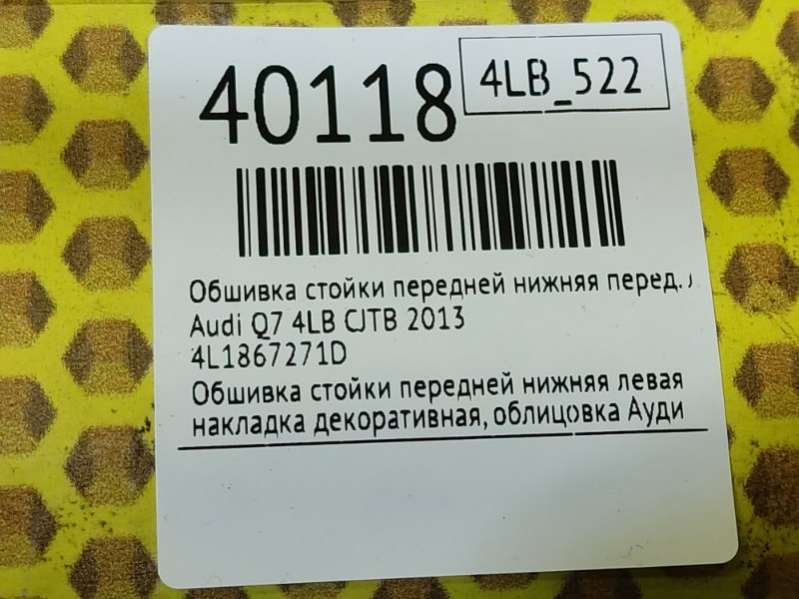 40118
4LB_522
Обшивка стойки передней нижняя перед.
Audi Q7 4LB CJTB 2013
4L1867271D
Обшивка стойки передней нижняя левая
накладка декоративная, облицовка Ауди